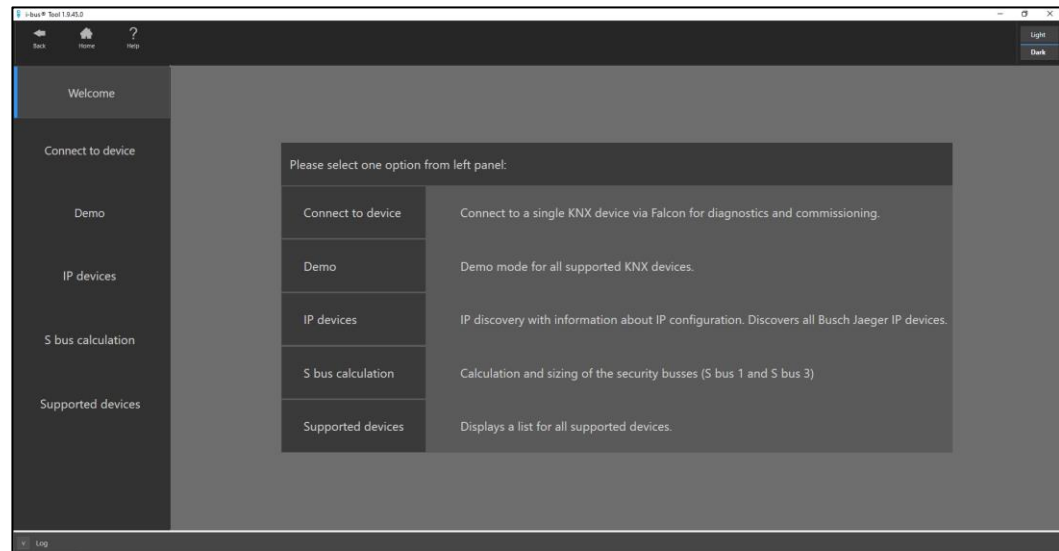 i-bus® Tool 1.9.45.0
Back Home Help
Light
Dark
Welcome
Connect to device
Demo
IP devices
S bus calculation
Supported devices
Please select one option from left panel:
Connect to device Connect to a single KNX device via Falcon for diagnostics and commissioning.
Demo Demo mode for all supported KNX devices.
IP devices IP discovery with information about IP configuration. Discovers all Busch Jaeger IP devices.
S bus calculation Calculation and sizing of the security busses (S bus 1 and S bus 3)
Supported devices Displays a list for all supported devices.
Log